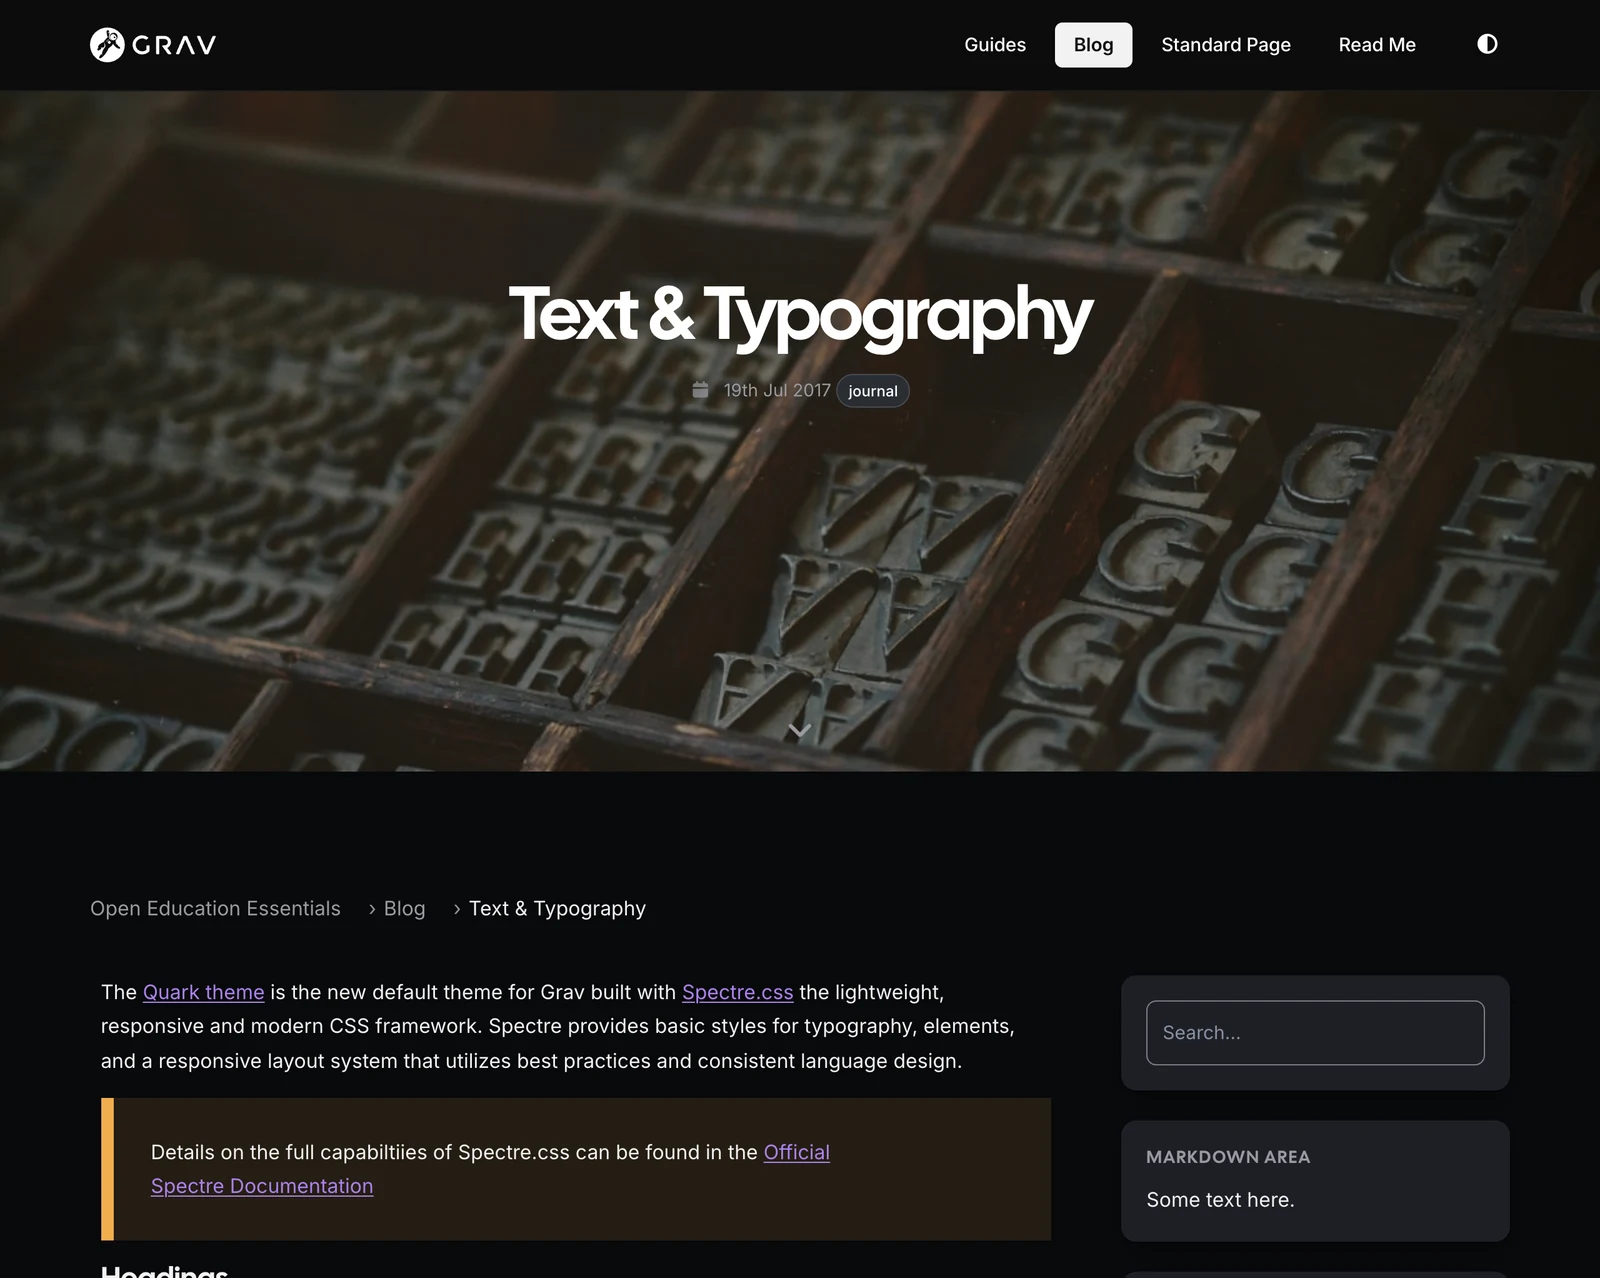 GRAV
Guides
Blog
Standard Page
Read Me
Text & Typography
19th Jul 2017 journal
Open Education Essentials › Blog › Text & Typography
The Quark theme is the new default theme for Grav built with Spectre.css the lightweight,
responsive and modern CSS framework. Spectre provides basic styles for typography, elements,
and a responsive layout system that utilizes best practices and consistent language design.
Details on the full capabiltiies of Spectre.css can be found in the Official
Spectre Documentation
Headings
Search...
MARKDOWN AREA
Some text here.